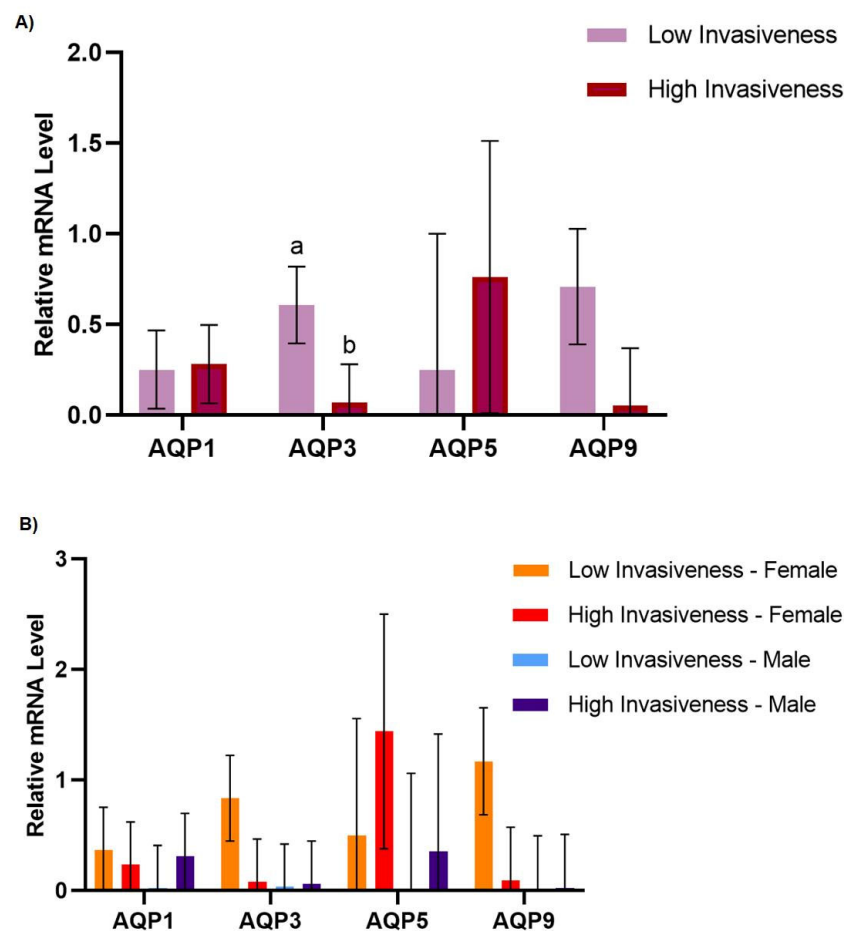 A)
Low Invasiveness
High Invasiveness
Relative mRNA Level
2.0
1.5
1.0
0.5
0.0
a
b
AQP1 AQP3 AQP5 AQP9
B)
Low Invasiveness - Female
High Invasiveness - Female
Low Invasiveness - Male
High Invasiveness - Male
Relative mRNA Level
3
2
1
0
AQP1 AQP3 AQP5 AQP9